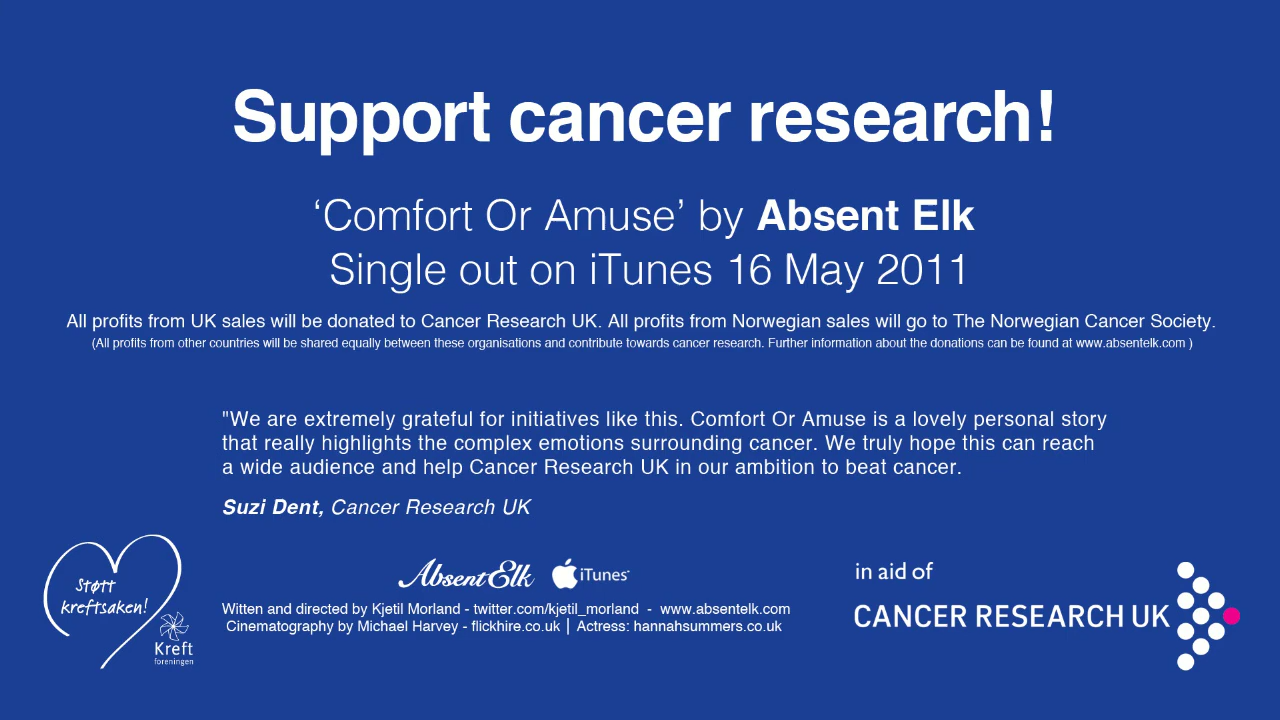 Support cancer research!
‘Comfort Or Amuse’ by Absent Elk
Single out on iTunes 16 May 2011
All profits from UK sales will be donated to Cancer Research UK. All profits from Norwegian sales will go to The Norwegian Cancer Society.
(All profits from other countries will be shared equally between these organisations and contribute towards cancer research. Further information about the donations can be found at www.absentelk.com )
"We are extremely grateful for initiatives like this. Comfort Or Amuse is a lovely personal story
that really highlights the complex emotions surrounding cancer. We truly hope this can reach
a wide audience and help Cancer Research UK in our ambition to beat cancer.
Suzi Dent, Cancer Research UK
Støtt
kreftsaken!
Kreft
foreningen
Absent Elk iTunes
Witten and directed by Kjetil Morland - twitter.com/kjetil_morland - www.absentelk.com
Cinematography by Michael Harvey - flickhire.co.uk | Actress: hannahsummers.co.uk
in aid of
CANCER RESEARCH UK